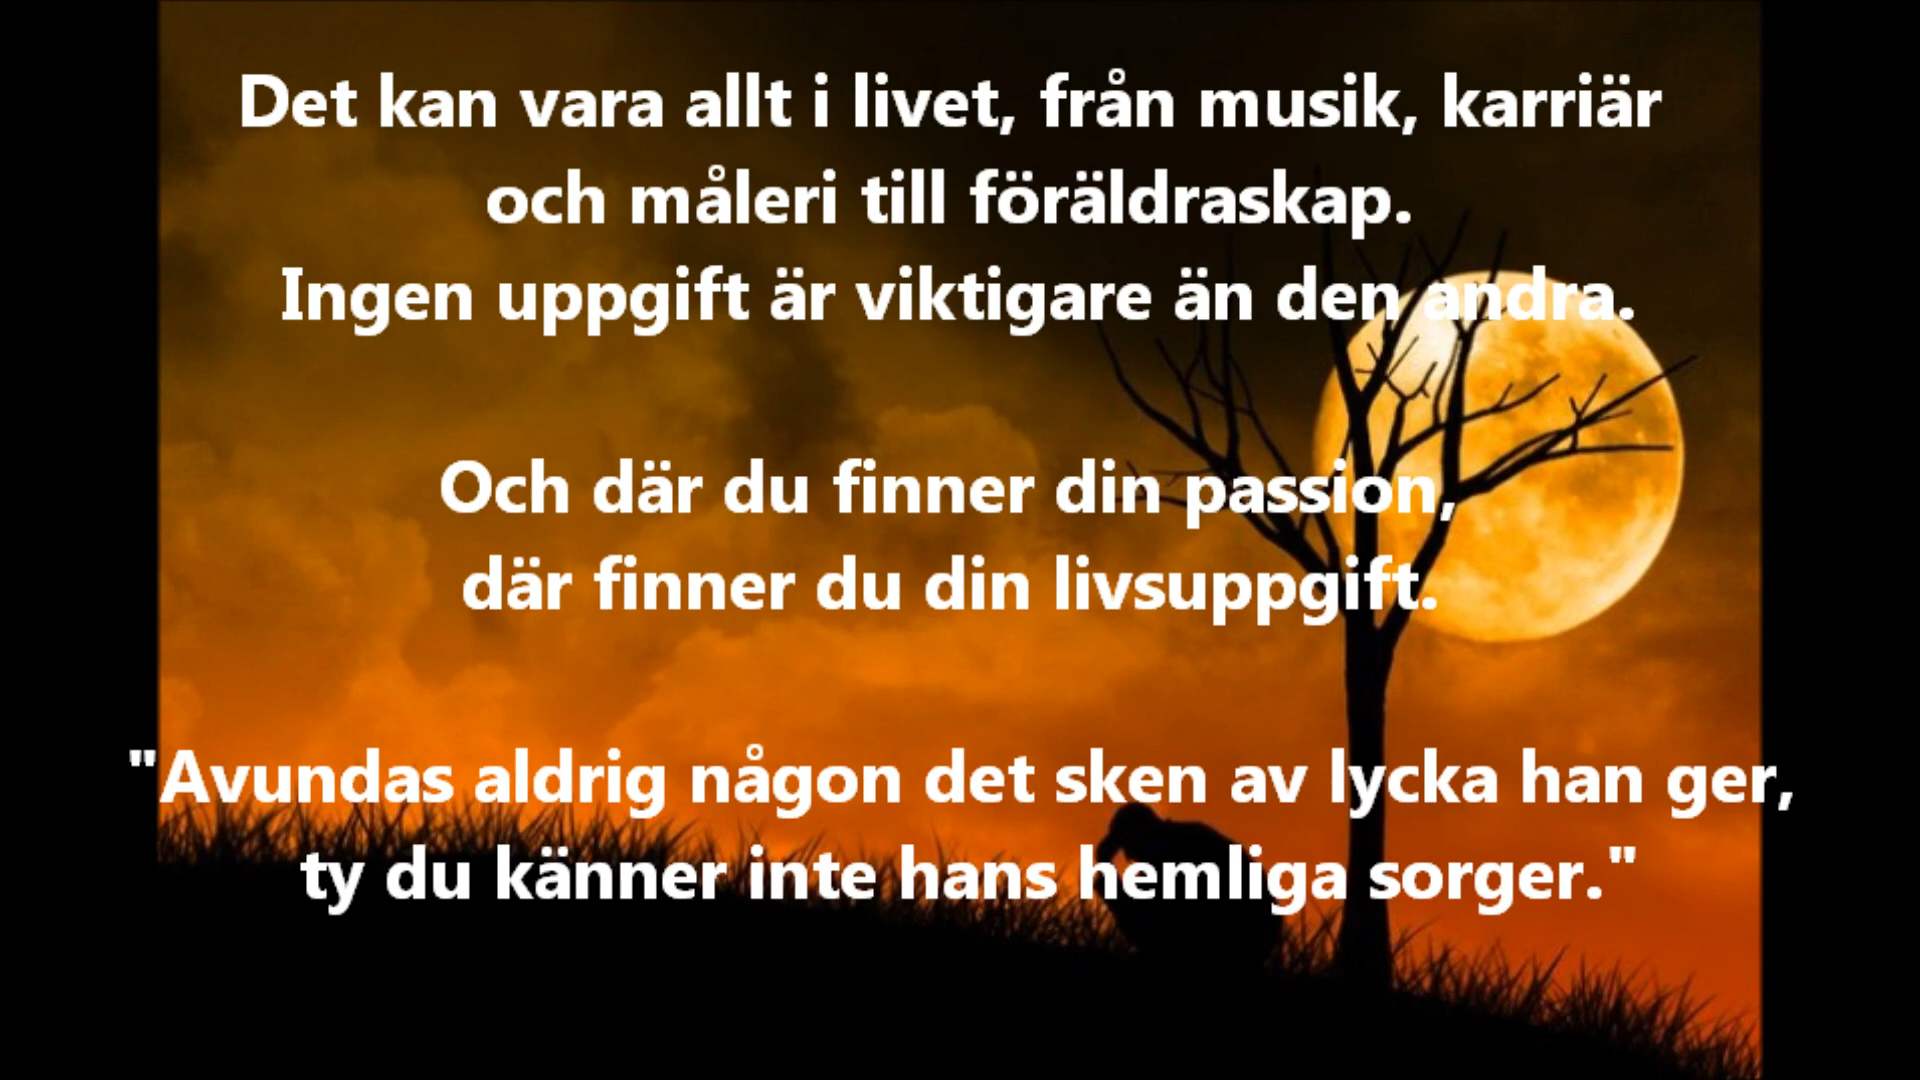 Det kan vara allt i livet, från musik, karriär
och måleri till föräldraskap.
Ingen uppgift är viktigare än den andra.
Och där du finner din passion,
där finner du din livsuppgift.
"Avundas aldrig någon det sken av lycka han ger,
ty du känner inte hans hemliga sorger."